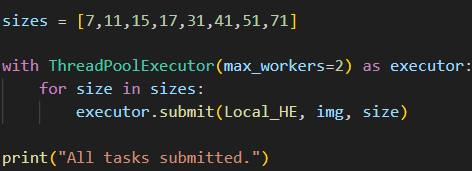 sizes = [7,11,15,17,31,41,51,71]
with ThreadPoolExecutor(max_workers=2) as executor:
    for size in sizes:
        executor.submit(Local_HE, img, size)
print("All tasks submitted.")